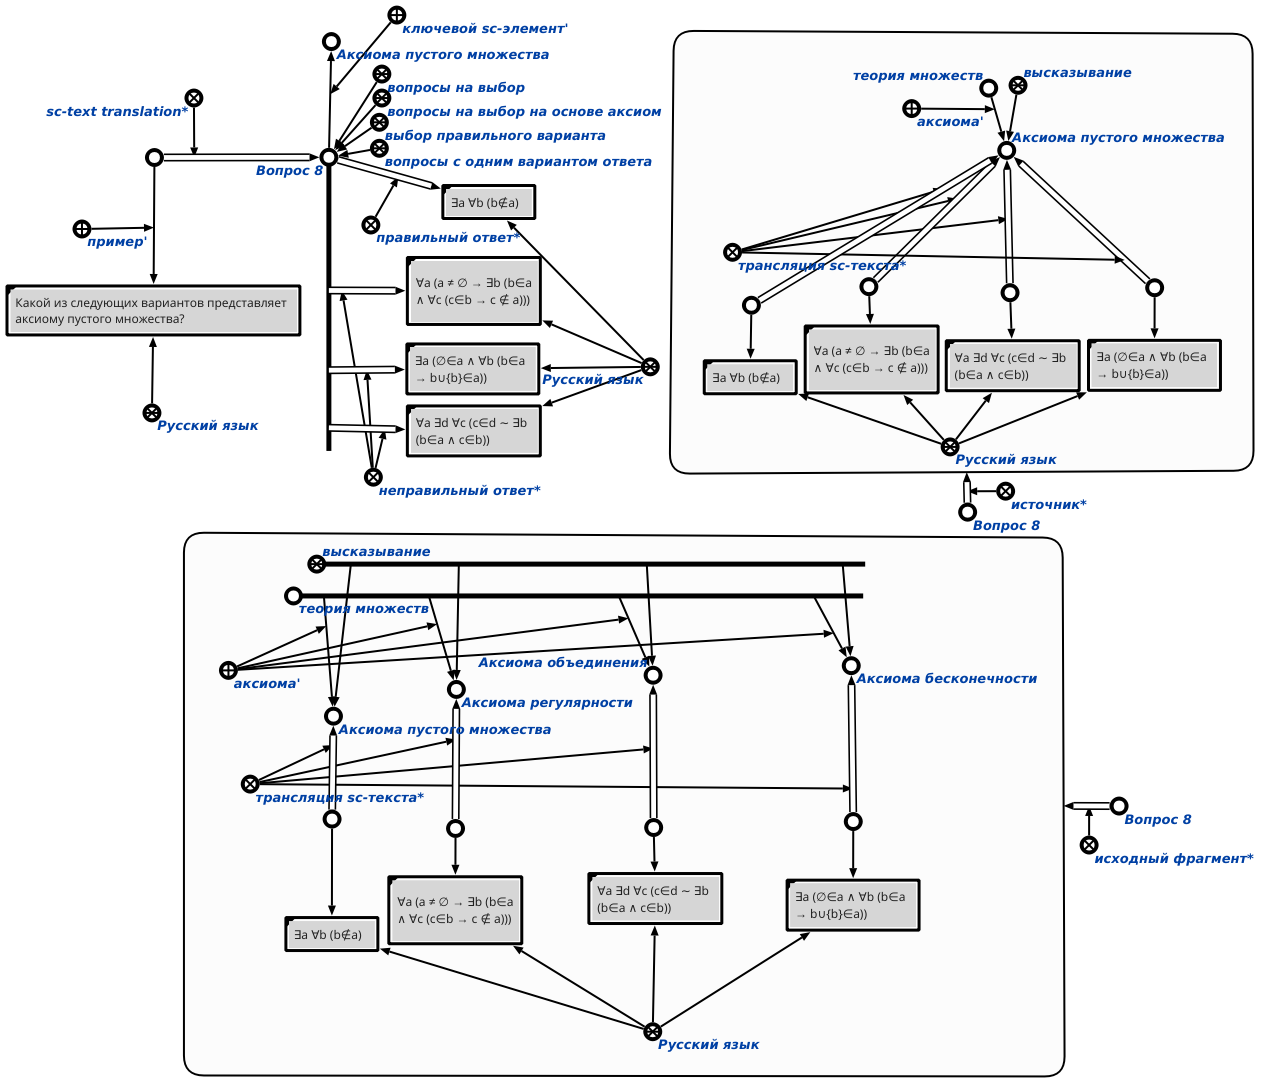 ключевой sc-элемент'
Аксиома пустого множества
вопросы на выбор
вопросы на выбор на основе аксиом
выбор правильного варианта
вопросы с одним вариантом ответа
sc-text translation*
Вопрос 8
∃a ∀b (b∉a)
правильный ответ*
пример'
Какой из следующих вариантов представляет
аксиому пустого множества?
∀a (a ≠ ∅ → ∃b (b∈a
∧ ∀c (c∈b → c ∉ a)))
∃a (∅∈a ∧ ∀b (b∈a
→ b∪{b}∈a))
Русский язык
∀a ∃d ∀c (c∈d ~ ∃b
(b∈a ∧ c∈b))
Русский язык
неправильный ответ*
теория множеств
высказывание
аксиома'
Аксиома пустого множества
трансляция sc-текста*
∃a ∀b (b∉a)
∀a (a ≠ ∅ → ∃b (b∈a
∧ ∀c (c∈b → c ∉ a)))
∀a ∃d ∀c (c∈d ~ ∃b
(b∈a ∧ c∈b))
∃a (∅∈a ∧ ∀b (b∈a
→ b∪{b}∈a))
Русский язык
источник*
Вопрос 8
высказывание
теория множеств
Аксиома объединения
аксиома'
Аксиома бесконечности
Аксиома регулярности
Аксиома пустого множества
трансляция sc-текста*
∃a ∀b (b∉a)
∀a (a ≠ ∅ → ∃b (b∈a
∧ ∀c (c∈b → c ∉ a)))
∀a ∃d ∀c (c∈d ~ ∃b
(b∈a ∧ c∈b))
∃a (∅∈a ∧ ∀b (b∈a
→ b∪{b}∈a))
Русский язык
Вопрос 8
исходный фрагмент*